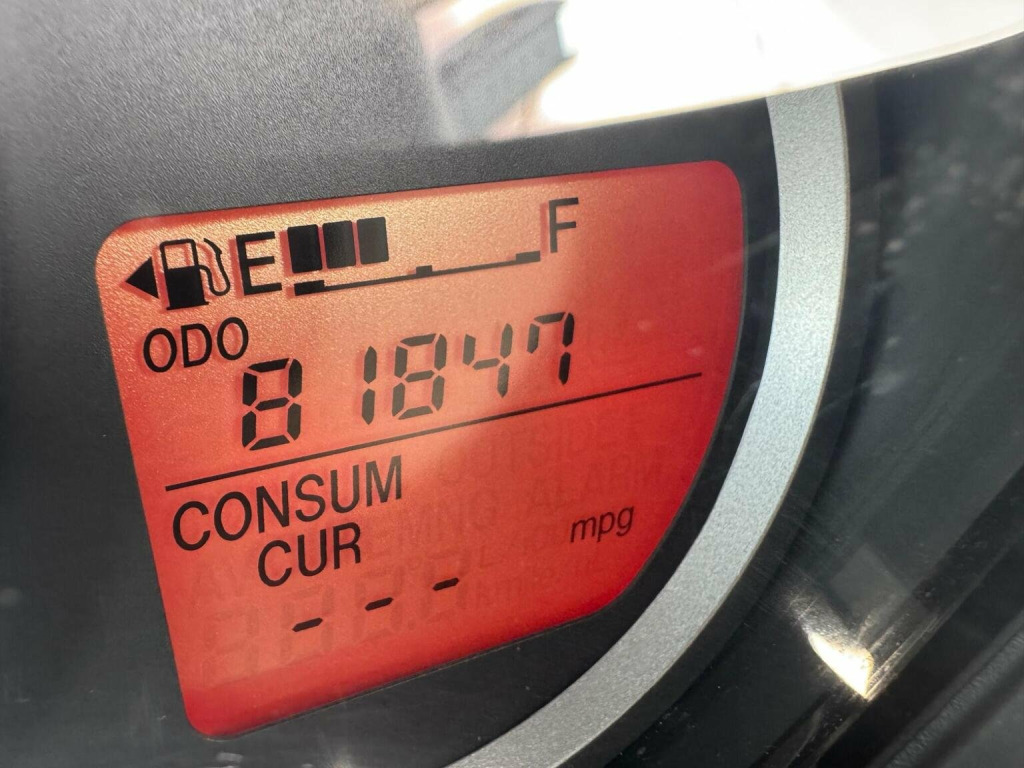 E F
ODO
81847
CONSUM
CUR mpg
- - -